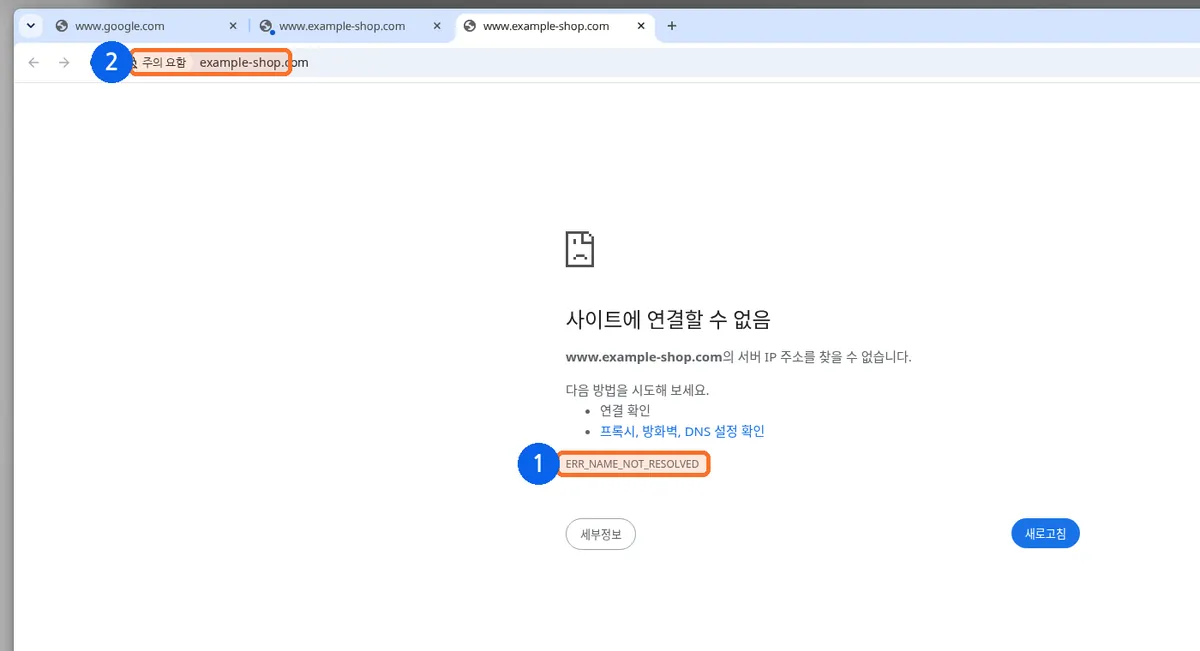 www.google.com www.example-shop.com www.example-shop.com
2 주의 요함 example-shop.com
사이트에 연결할 수 없음
www.example-shop.com의 서버 IP 주소를 찾을 수 없습니다.
다음 방법을 시도해 보세요.
• 연결 확인
• 프록시, 방화벽, DNS 설정 확인
1 ERR_NAME_NOT_RESOLVED
세부정보 새로고침